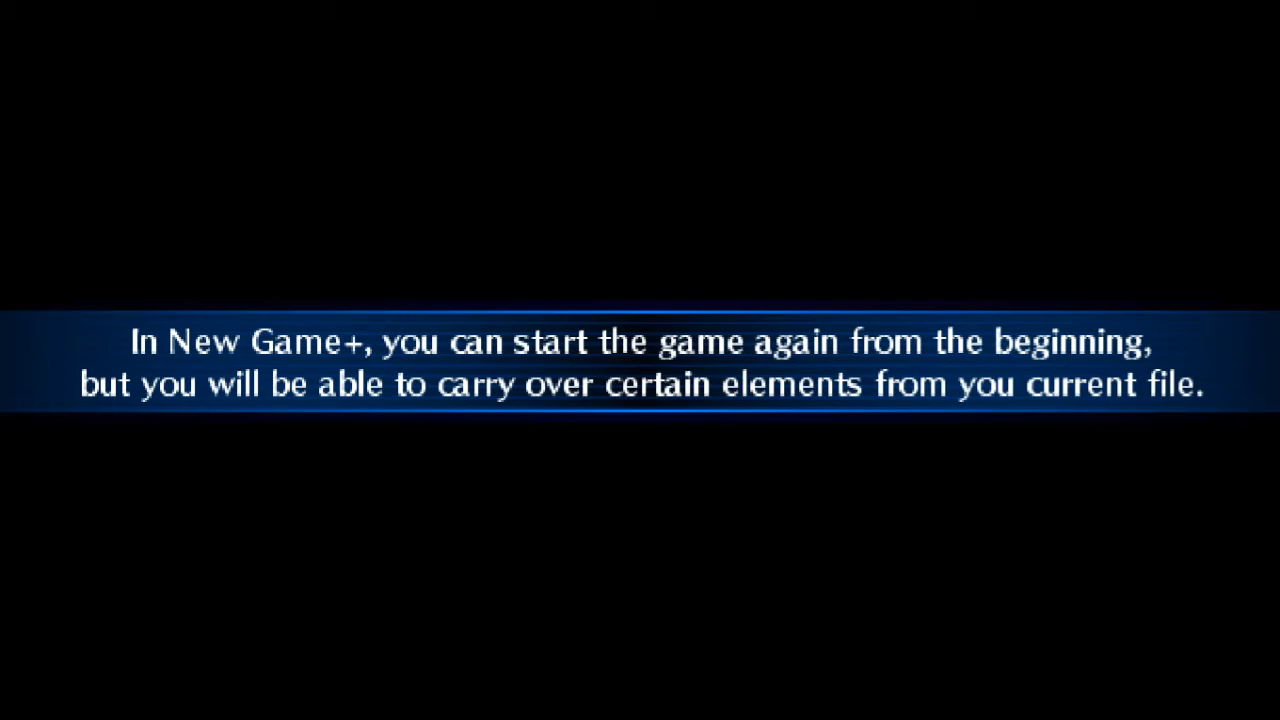 In New Game+, you can start the game again from the beginning,
but you will be able to carry over certain elements from you current file.